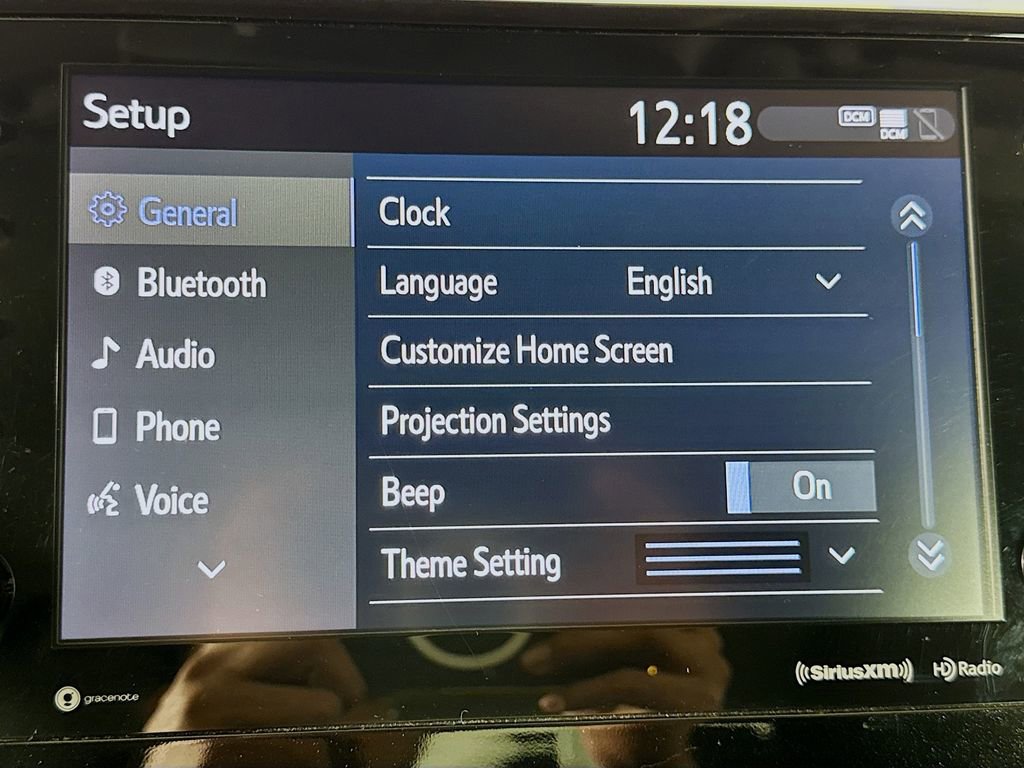 Setup
12:18
DCM
DCM
General
Bluetooth
Audio
Phone
Voice
Clock
Language English
Customize Home Screen
Projection Settings
Beep On
Theme Setting
gracenote
SiriusXM
HD Radio